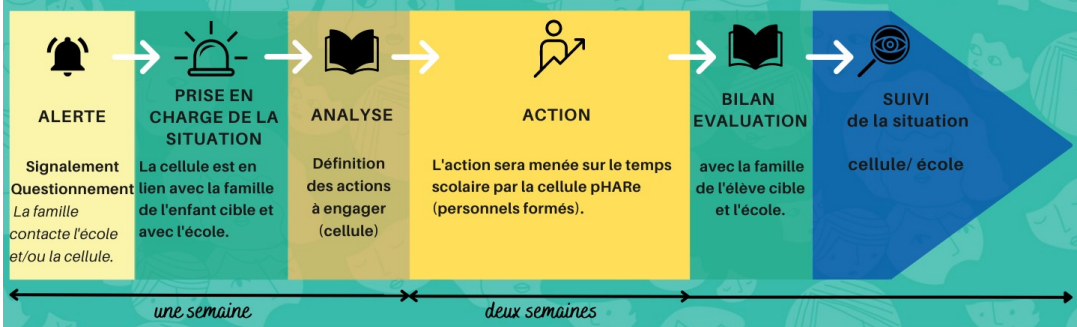 ALERTE
Signalement
Questionnement
La famille
contacte l'école
et/ou la cellule.
PRISE EN
CHARGE DE LA
SITUATION
La cellule est en
lien avec la famille
de l'enfant cible et
avec l'école.
ANALYSE
Définition
des actions
à engager
(cellule)
ACTION
L'action sera menée sur le temps
scolaire par la cellule pHARe
(personnels formés).
BILAN
EVALUATION
avec la famille
de l'élève cible
et l'école.
SUIVI
de la situation
cellule/ école
une semaine
deux semaines